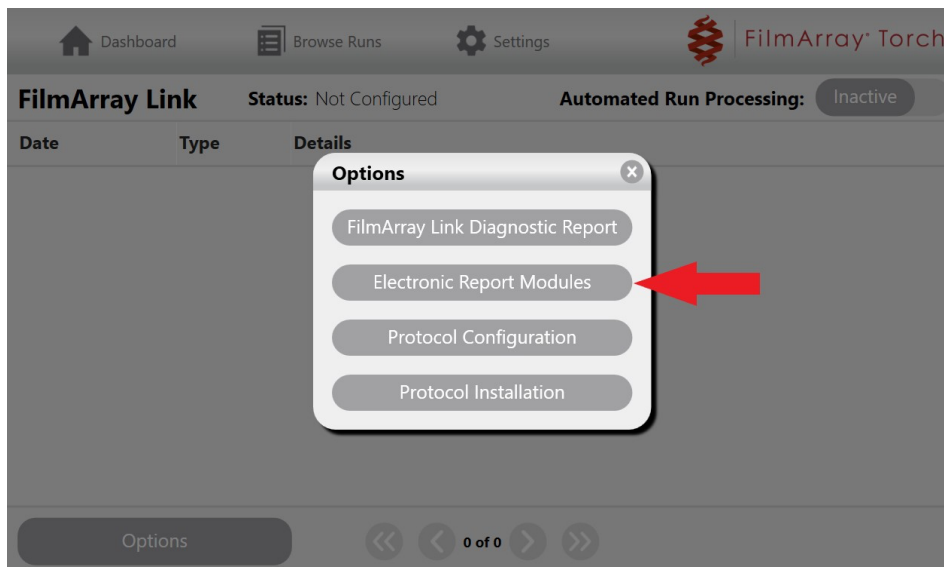 Dashboard Browse Runs Settings FilmArray® Torch
FilmArray Link Status: Not Configured Automated Run Processing: Inactive
Date Type Details
Options
FilmArray Link Diagnostic Report
Electronic Report Modules
Protocol Configuration
Protocol Installation
Options 0 of 0